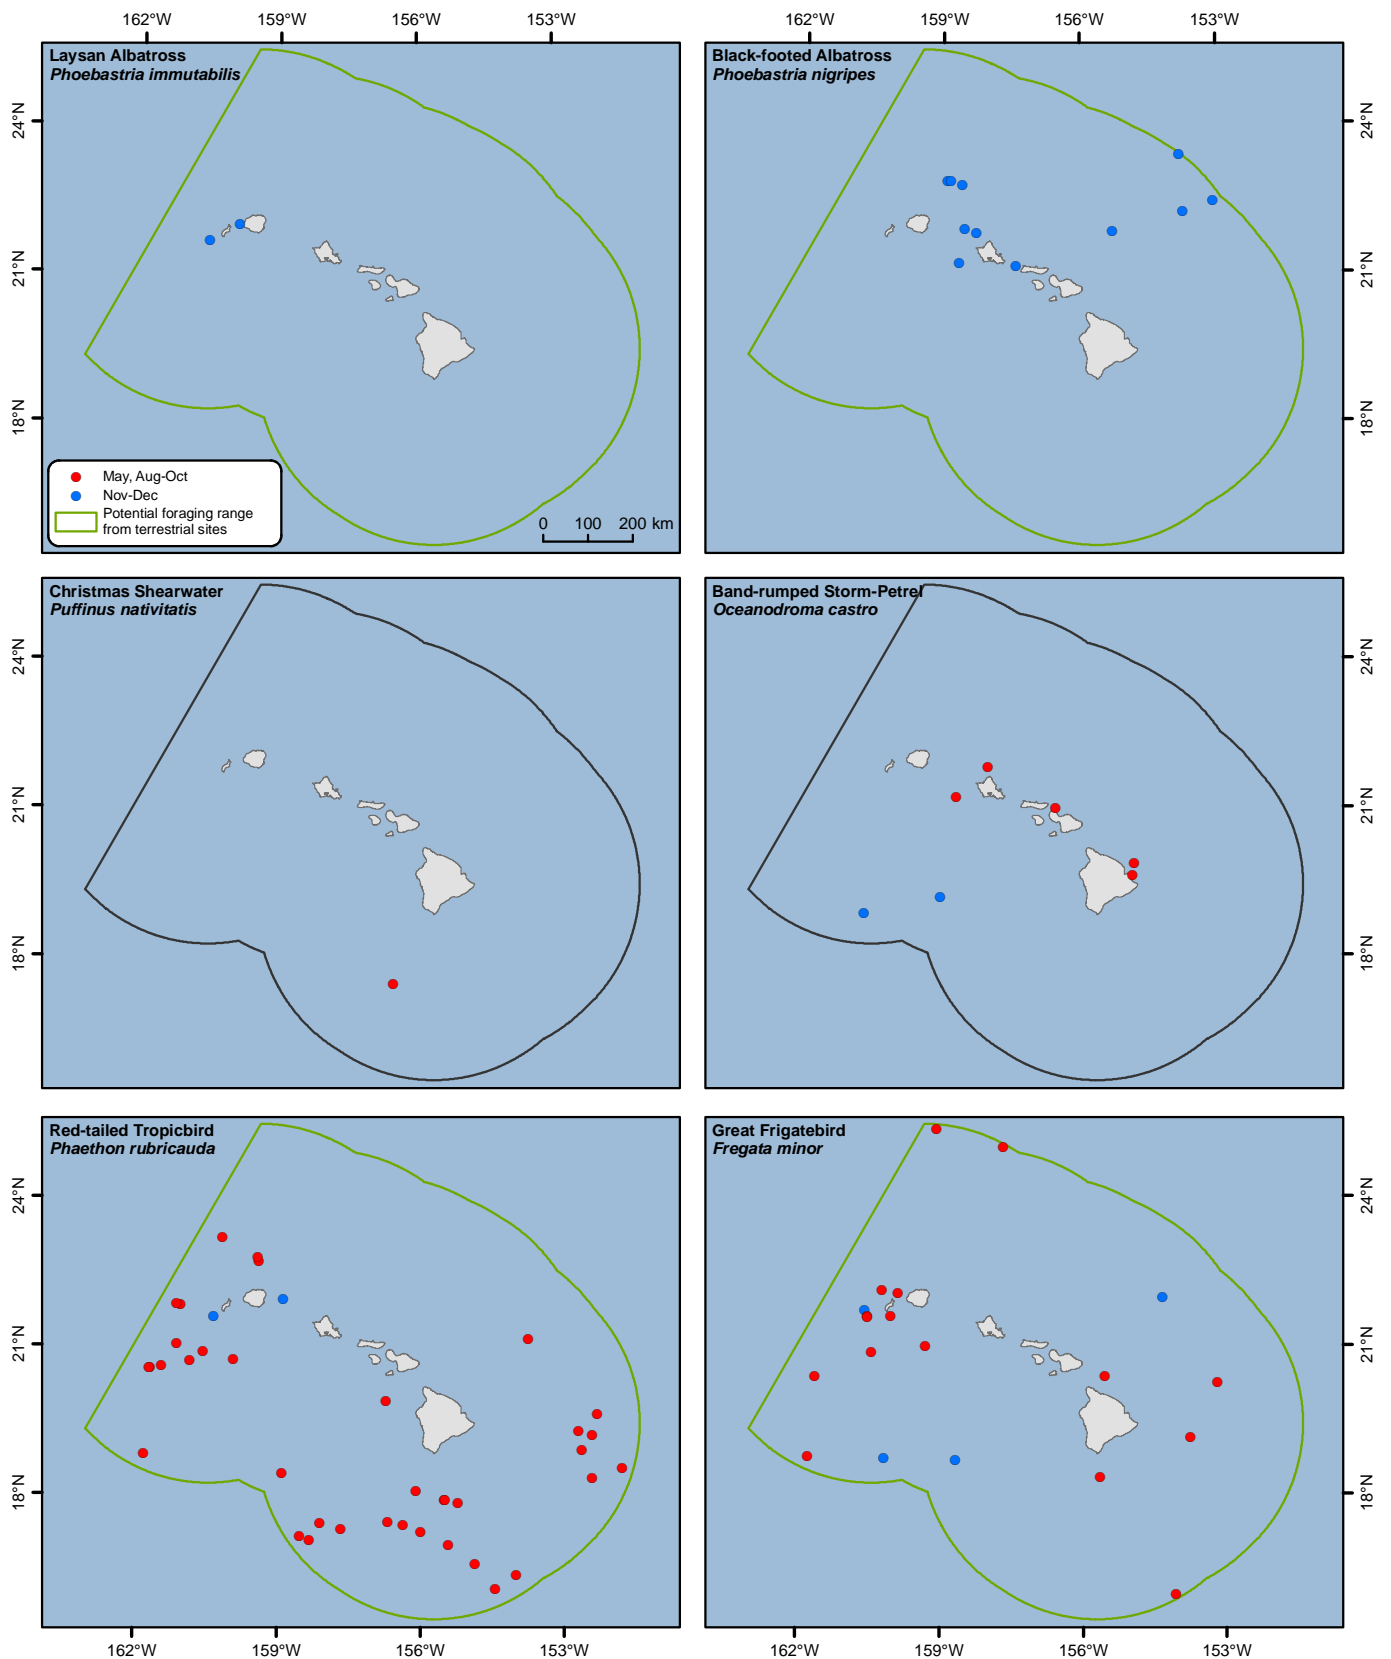 162°W 159°W 156°W 153°W 162°W 159°W 156°W 153°W
Laysan Albatross
Phoebastria immutabilis
Black-footed Albatross
Phoebastria nigripes
24°N
24°N
21°N
21°N
18°N
18°N
May, Aug-Oct
Nov-Dec
Potential foraging range
from terrestrial sites
0 100 200 km
Christmas Shearwater
Puffinus nativitatis
Band-rumped Storm-Petrel
Oceanodroma castro
24°N
24°N
21°N
21°N
18°N
18°N
Red-tailed Tropicbird
Phaethon rubricauda
Great Frigatebird
Fregata minor
24°N
24°N
21°N
21°N
18°N
18°N
162°W 159°W 156°W 153°W 162°W 159°W 156°W 153°W